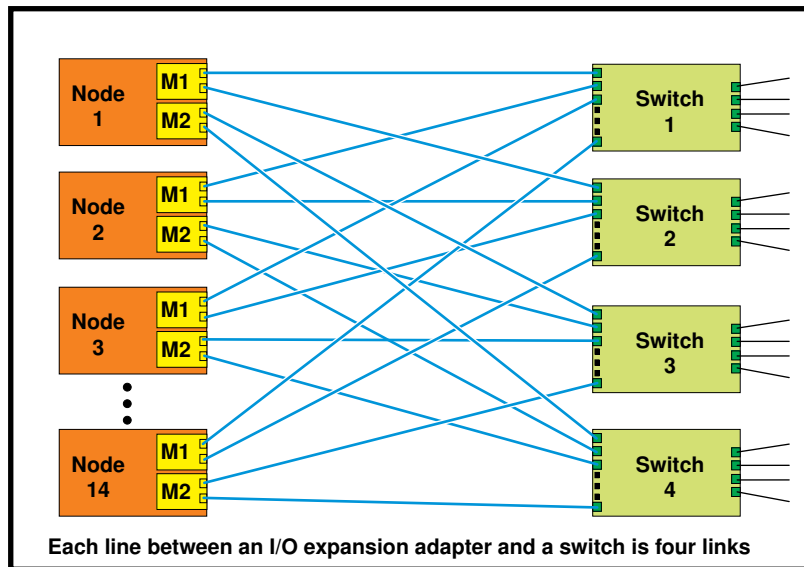 Node
1
M1
M2
Switch
1
Node
2
M1
M2
Switch
2
Node
3
M1
M2
Switch
3
Node
14
M1
M2
Switch
4
Each line between an I/O expansion adapter and a switch is four links